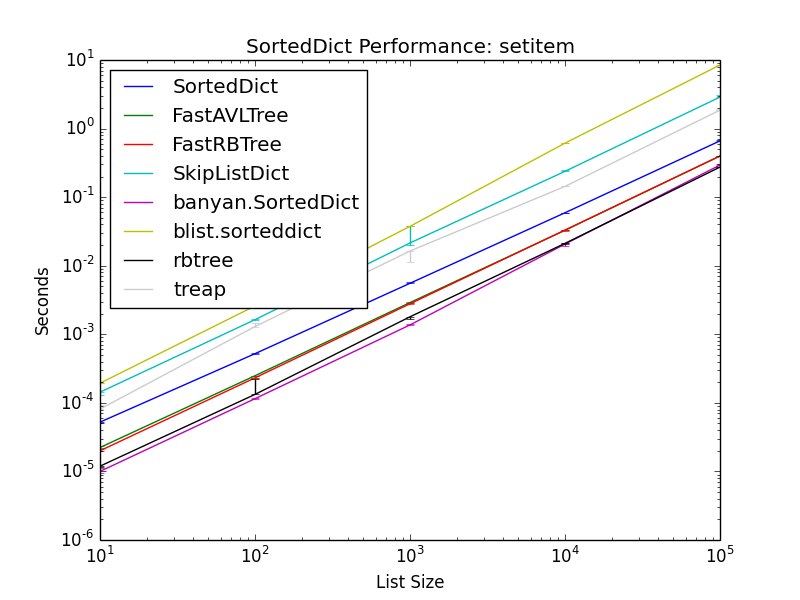 SortedDict Performance: setitem
10^1
10^0
10^-1
10^-2
10^-3
10^-4
10^-5
10^-6
Seconds
SortedDict
FastAVLTree
FastRBTree
SkipListDict
banyan.SortedDict
blist.sorteddict
rbtree
treap
10^1 10^2 10^3 10^4 10^5
List Size